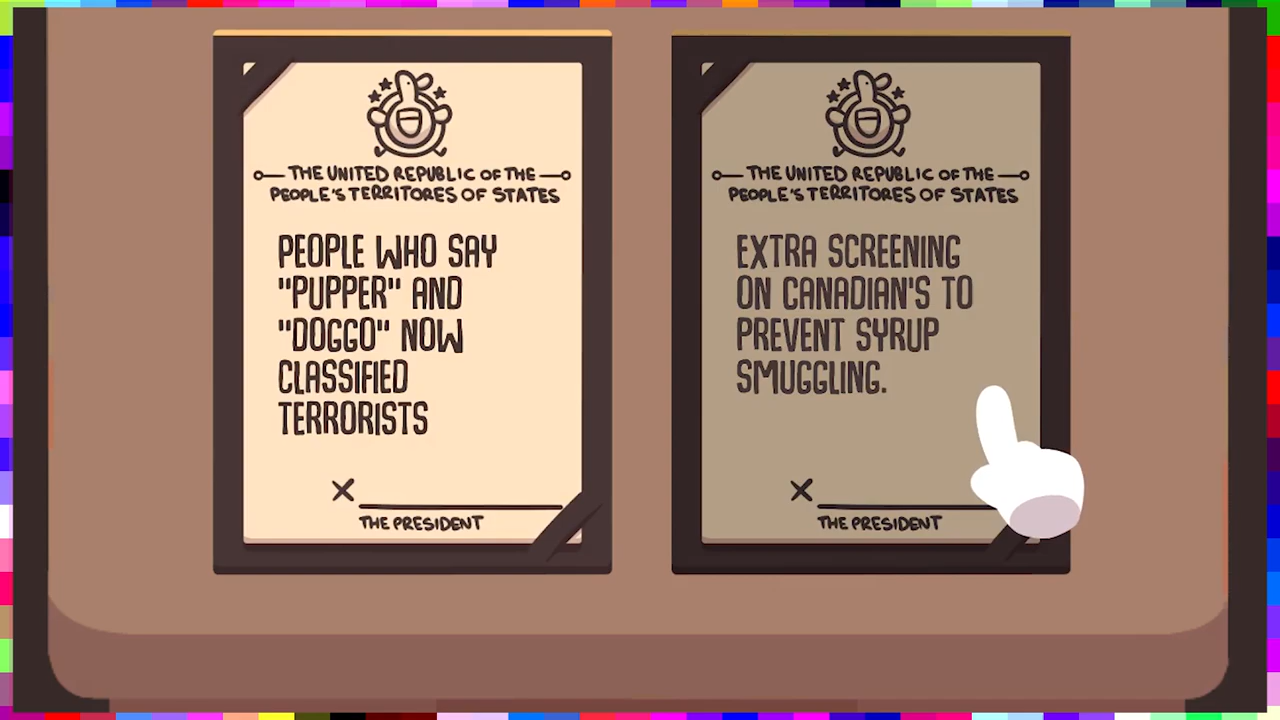 THE UNITED REPUBLIC OF THE
PEOPLE'S TERRITORES OF STATES
PEOPLE WHO SAY
"PUPPER" AND
"DOGGO" NOW
CLASSIFIED
TERRORISTS
X
THE PRESIDENT
THE UNITED REPUBLIC OF THE
PEOPLE'S TERRITORES OF STATES
EXTRA SCREENING
ON CANADIAN'S TO
PREVENT SYRUP
SMUGGLING.
X
THE PRESIDENT